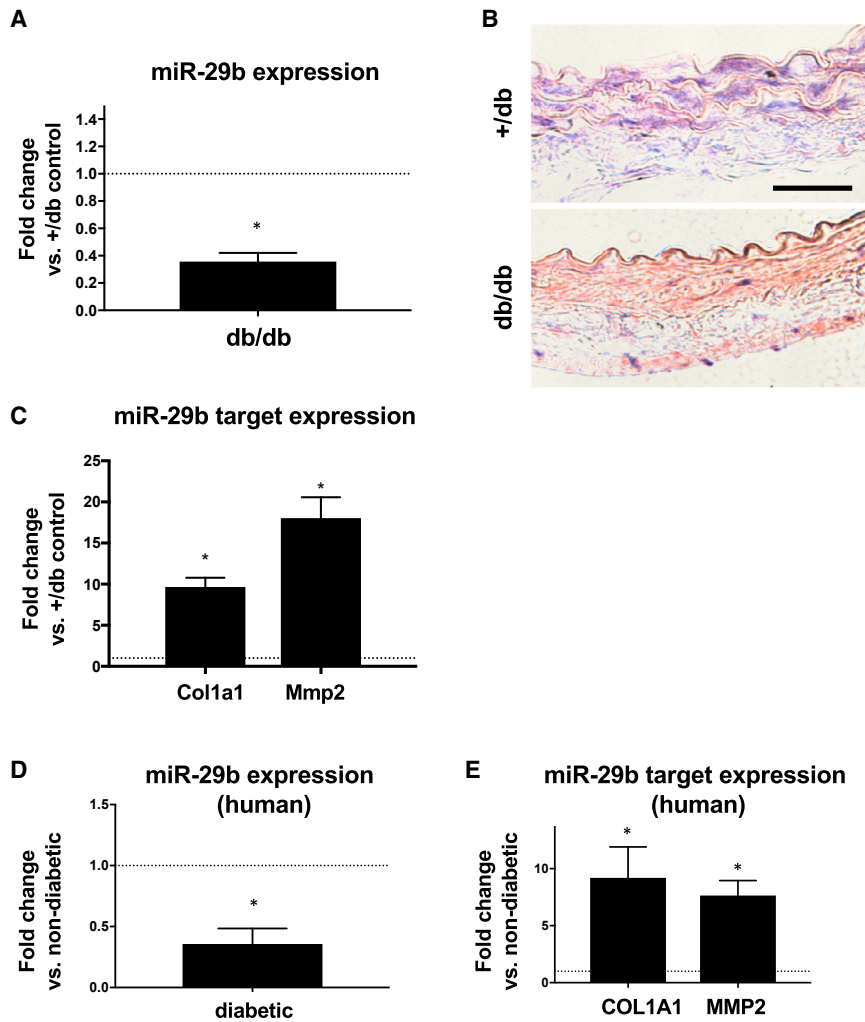 A
miR-29b expression
Fold change
vs. +/db control
1.4
1.2
1.0
0.8
0.6
0.4
0.2
0.0
*
db/db
B
+/db
db/db
C
miR-29b target expression
Fold change
vs. +/db control
25
20
15
10
5
0
*
*
Col1a1
Mmp2
D
miR-29b expression
(human)
Fold change
vs. non-diabetic
1.5
1.0
0.5
0.0
*
diabetic
E
miR-29b target expression
(human)
Fold change
vs. non-diabetic
10
5
0
*
*
COL1A1
MMP2